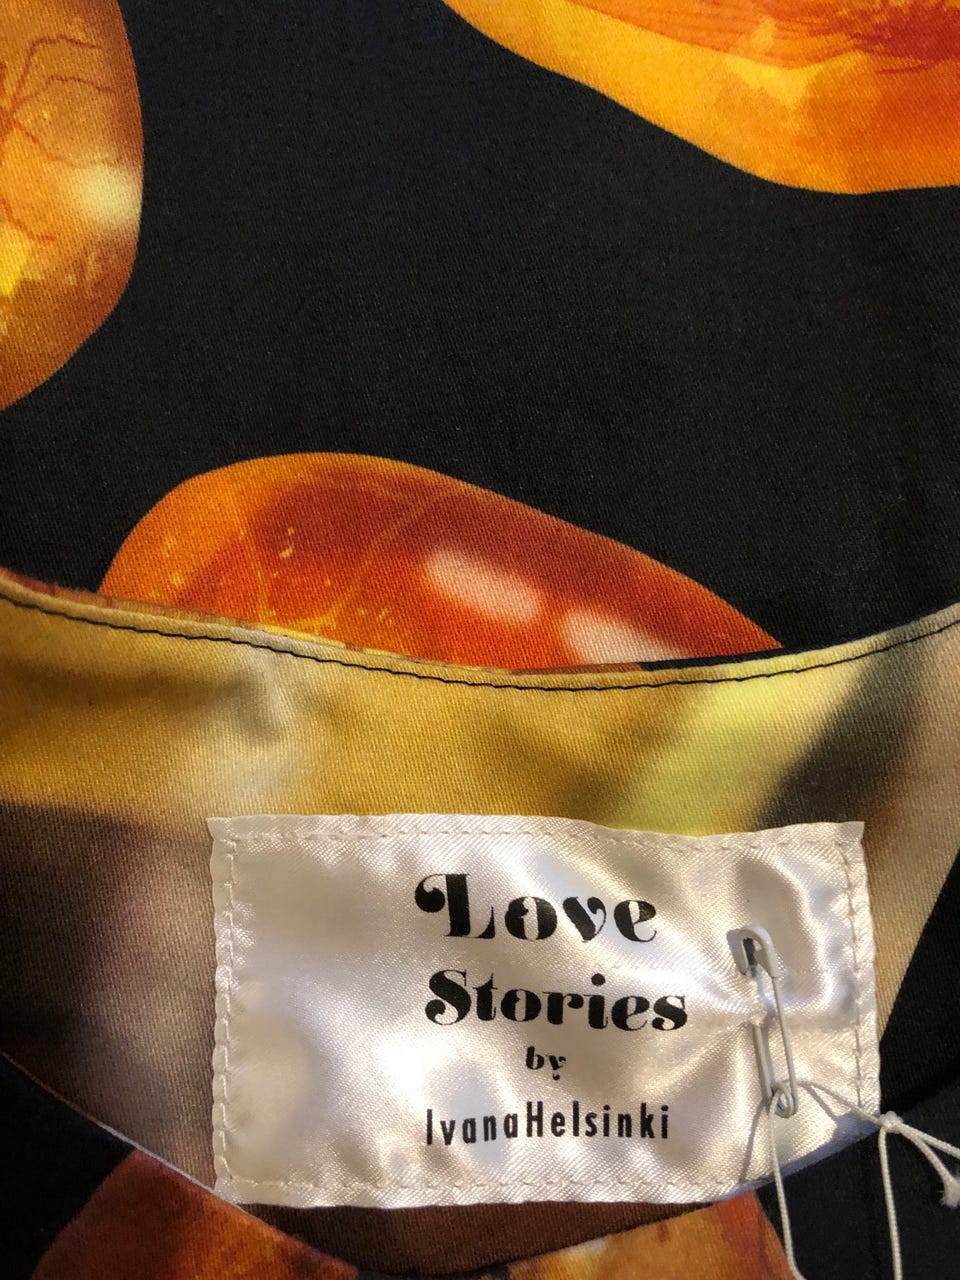 Love
Stories
by
IvanaHelsinki